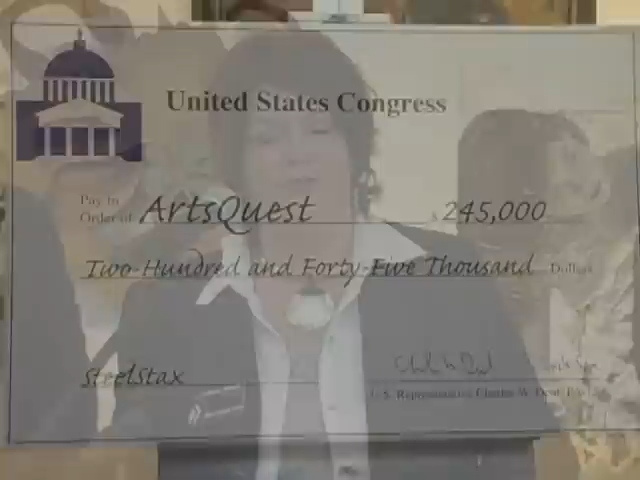 United States Congress
Pay to
Order of ArtsQuest $ 245,000
Two-Hundred and Forty-Five Thousand Dollars
SteelStax
U.S. Representative Charles W. Dent